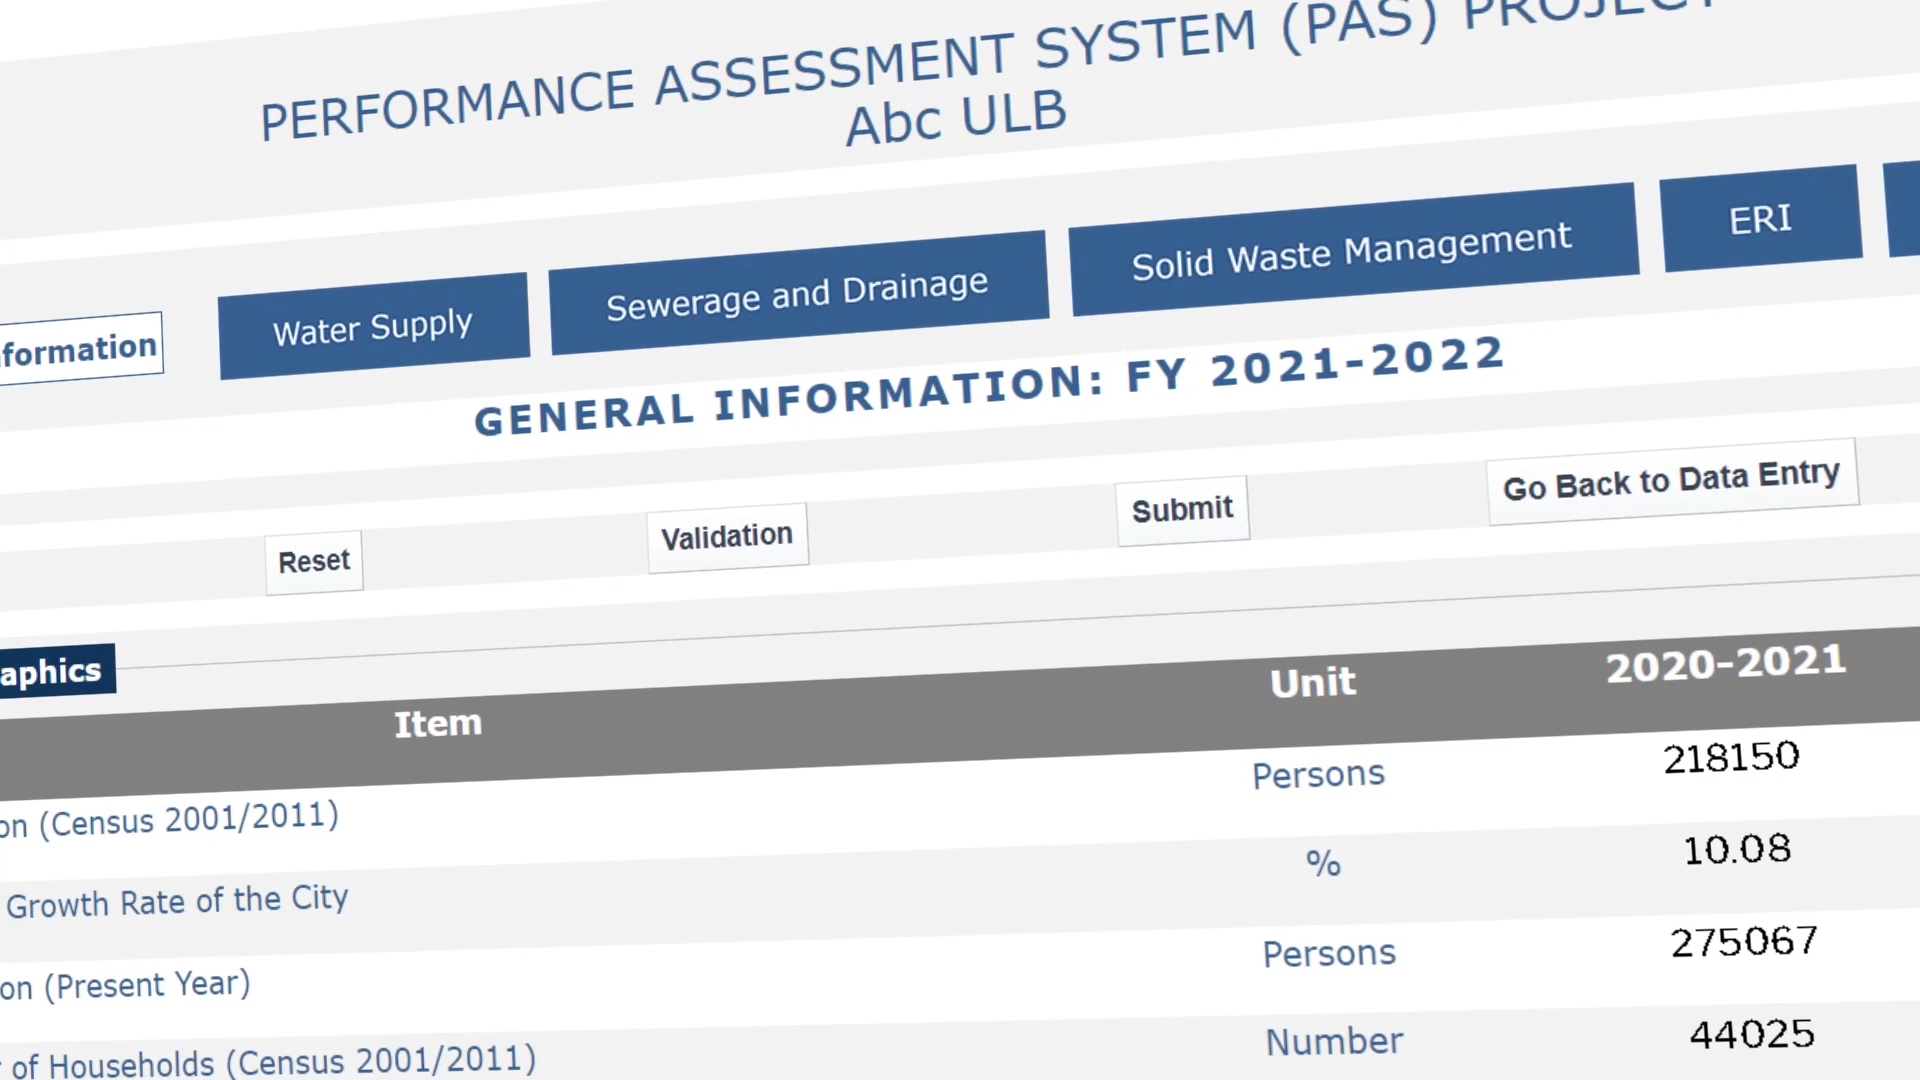 PERFORMANCE ASSESSMENT SYSTEM (PAS) PROJECT
Abc ULB
formation Water Supply Sewerage and Drainage Solid Waste Management ERI
GENERAL INFORMATION: FY 2021-2022
Reset Validation Submit Go Back to Data Entry
aphics
Item Unit 2020-2021
on (Census 2001/2011) Persons 218150
Growth Rate of the City % 10.08
on (Present Year) Persons 275067
of Households (Census 2001/2011) Number 44025